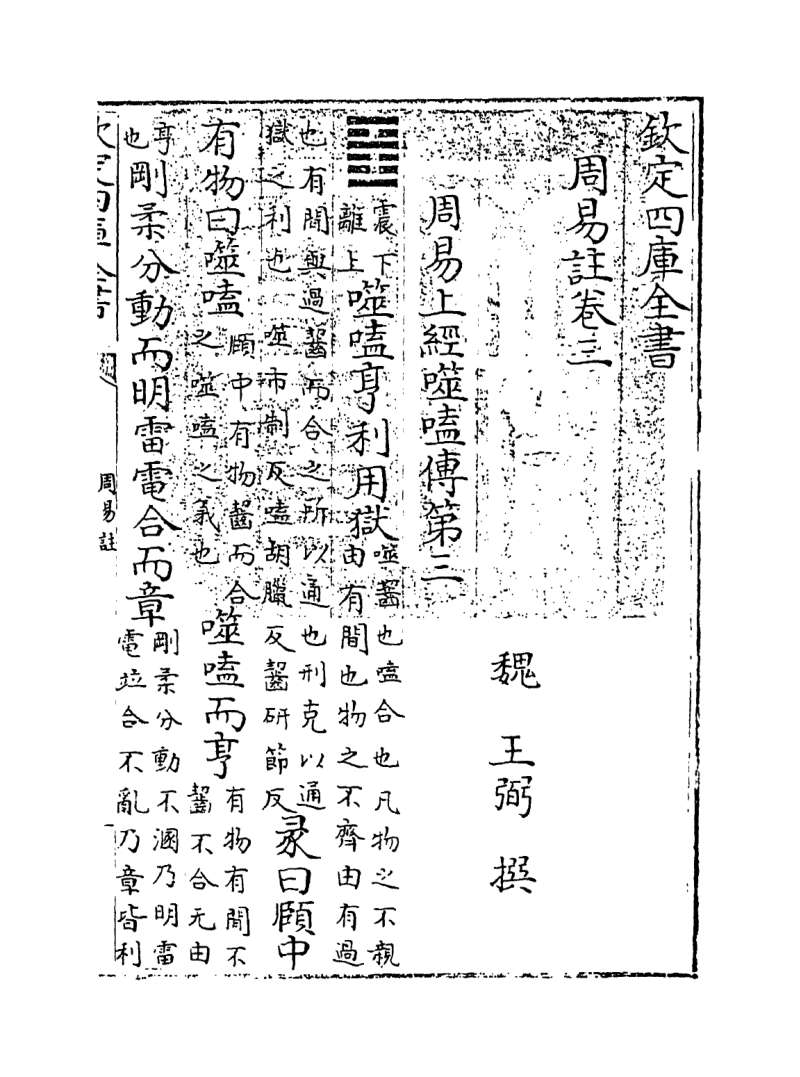 欽定四庫全書
周易註卷三
魏 王弼 撰
周易上經噬嗑傳第三
䷔震下離上噬嗑亨利用獄噬齧也嗑合也凡物之不親由有間也物之不齊由有過
也有間與過齧而合之所以通也刑克以通獄之利也 噬市制反嗑胡臘反齧研節反彖曰頤中
有物曰噬嗑頤中有物齧而合之噬嗑之義也噬嗑而亨有物有間不齧不合无由
亨也剛柔分動而明雷電合而章剛柔分動不溷乃明雷電竝合不亂乃章皆利
欽定四庫全書 周易註